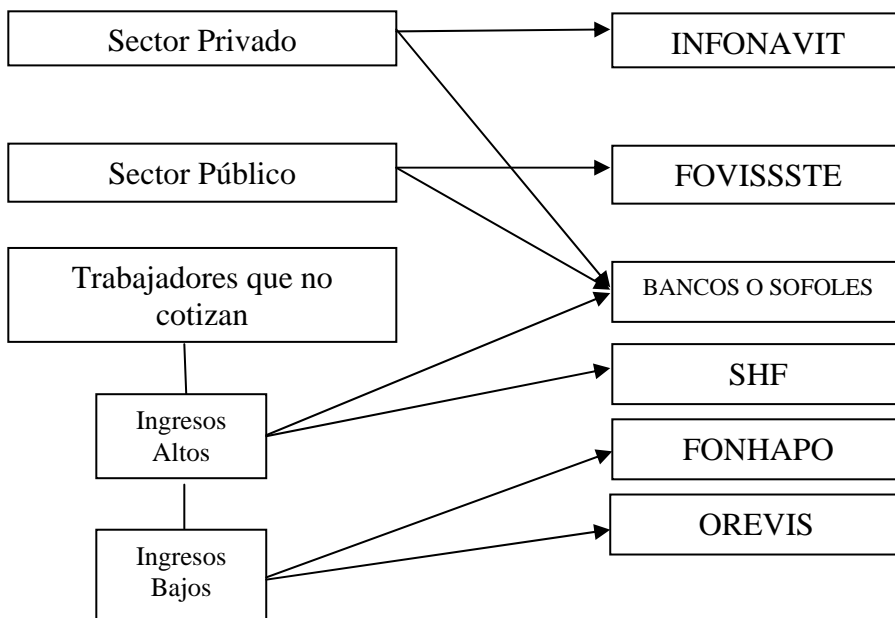 Sector Privado
INFONAVIT
Sector Público
FOVISSSTE
Trabajadores que no
cotizan
BANCOS O SOFOLES
SHF
Ingresos
Altos
FONHAPO
OREVIS
Ingresos
Bajos